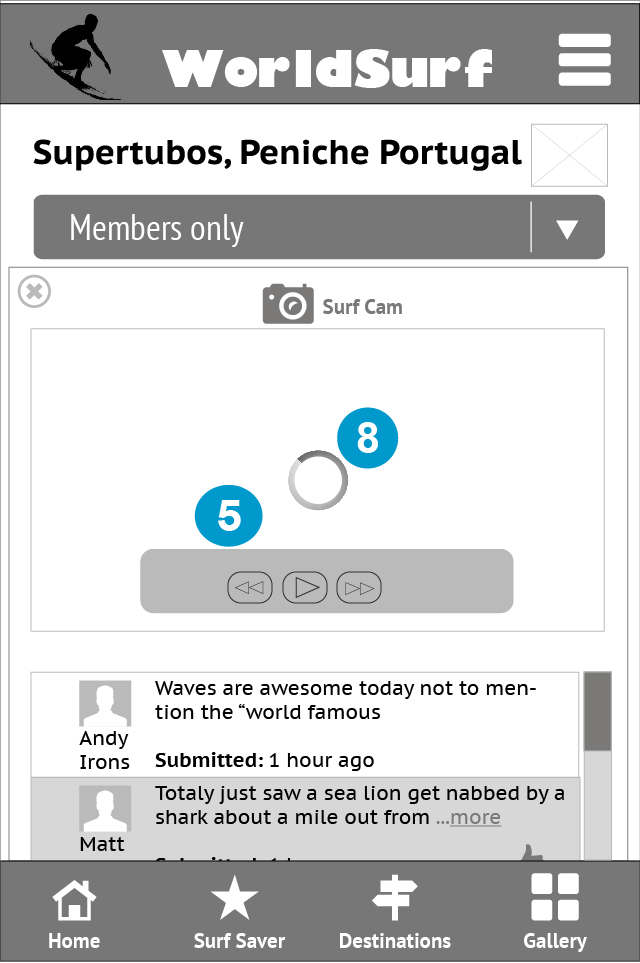 WorldSurf
Supertubos, Peniche Portugal
Members only
Surf Cam
8
5
Waves are awesome today not to men-
tion the “world famous
Andy
Irons
Submitted: 1 hour ago
Totaly just saw a sea lion get nabbed by a
shark about a mile out from ...more
Matt
Home
Surf Saver
Destinations
Gallery